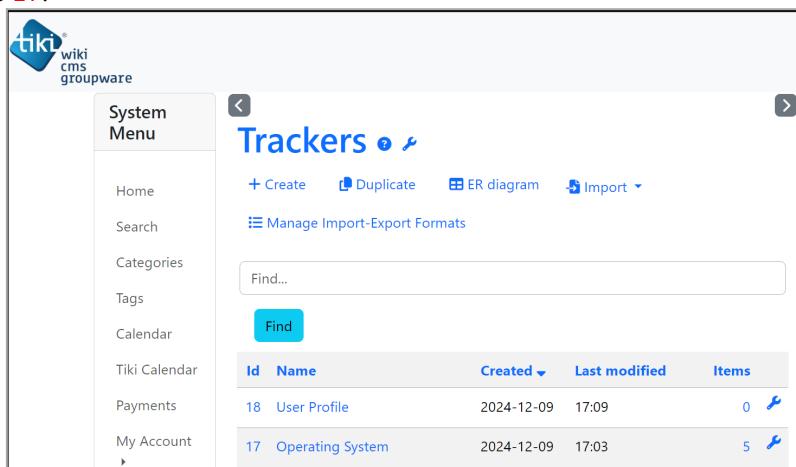 tiki®
wiki
cms
groupware
System
Menu
Home
Search
Categories
Tags
Calendar
Tiki Calendar
Payments
My Account
Trackers
Create Duplicate ER diagram Import
Manage Import-Export Formats
Find...
Find
Id Name Created Last modified Items
18 User Profile 2024-12-09 17:09 0
17 Operating System 2024-12-09 17:03 5